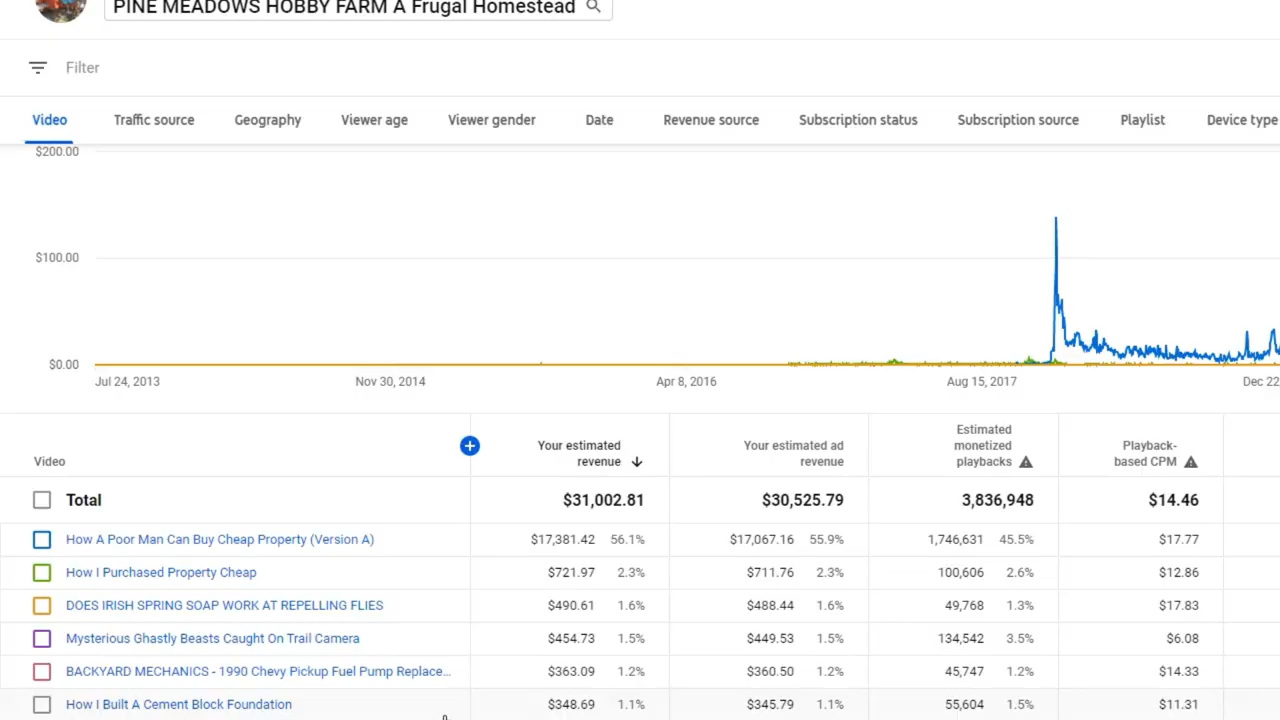 PINE MEADOWS HOBBY FARM A Frugal Homestead
Filter
Video Traffic source Geography Viewer age Viewer gender Date Revenue source Subscription status Subscription source Playlist Device type
$200.00
$100.00
$0.00
Jul 24, 2013 Nov 30, 2014 Apr 8, 2016 Aug 15, 2017 Dec 22
Video
Your estimated
revenue
Your estimated ad
revenue
Estimated
monetized
playbacks
Playback-
based CPM
Total $31,002.81 $30,525.79 3,836,948 $14.46
How A Poor Man Can Buy Cheap Property (Version A) $17,381.42 56.1% $17,067.16 55.9% 1,746,631 45.5% $17.77
How I Purchased Property Cheap $721.97 2.3% $711.76 2.3% 100,606 2.6% $12.86
DOES IRISH SPRING SOAP WORK AT REPELLING FLIES $490.61 1.6% $488.44 1.6% 49,768 1.3% $17.83
Mysterious Ghastly Beasts Caught On Trail Camera $454.73 1.5% $449.53 1.5% 134,542 3.5% $6.08
BACKYARD MECHANICS - 1990 Chevy Pickup Fuel Pump Replace... $363.09 1.2% $360.50 1.2% 45,747 1.2% $14.33
How I Built A Cement Block Foundation $348.69 1.1% $345.79 1.1% 55,604 1.5% $11.31